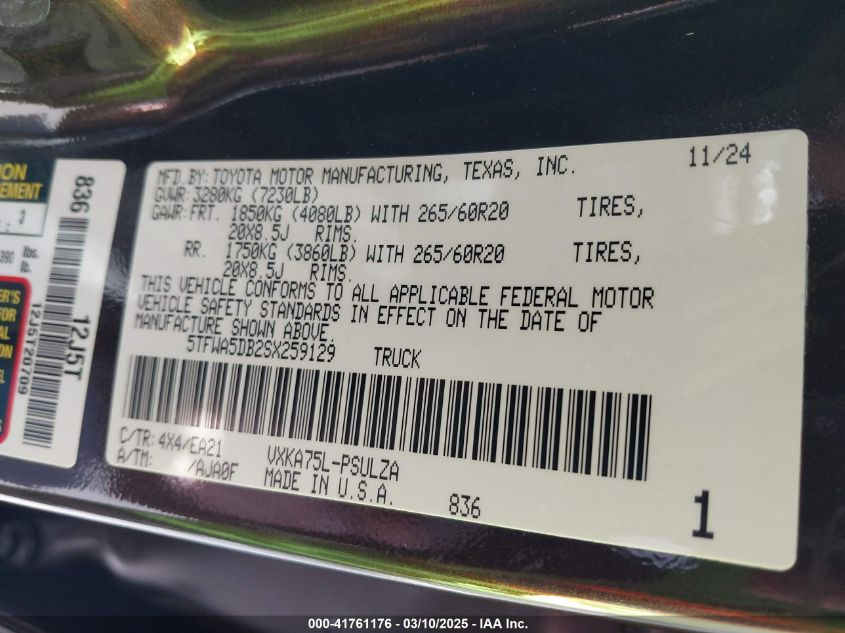 MFD.BY: TOYOTA MOTOR MANUFACTURING, TEXAS, INC. 11/24
GVWR: 3280KG (7230LB)
GAWR: FRT. 1850KG (4080LB) WITH 265/60R20 TIRES,
20X8.5J RIMS.
RR. 1750KG (3860LB) WITH 265/60R20 TIRES,
20X8.5J RIMS.
THIS VEHICLE CONFORMS TO ALL APPLICABLE FEDERAL MOTOR
VEHICLE SAFETY STANDARDS IN EFFECT ON THE DATE OF
MANUFACTURE SHOWN ABOVE.
5TFWA5DB2SX259129 TRUCK
C/TR: 4X4/EA21 VXKA75L-PSULZA
A/TM: /AJA0F MADE IN U.S.A. 836 1
836
12J5T
12J5T20709
lbs.
lb.
000-41761176 - 03/10/2025 - IAA Inc.